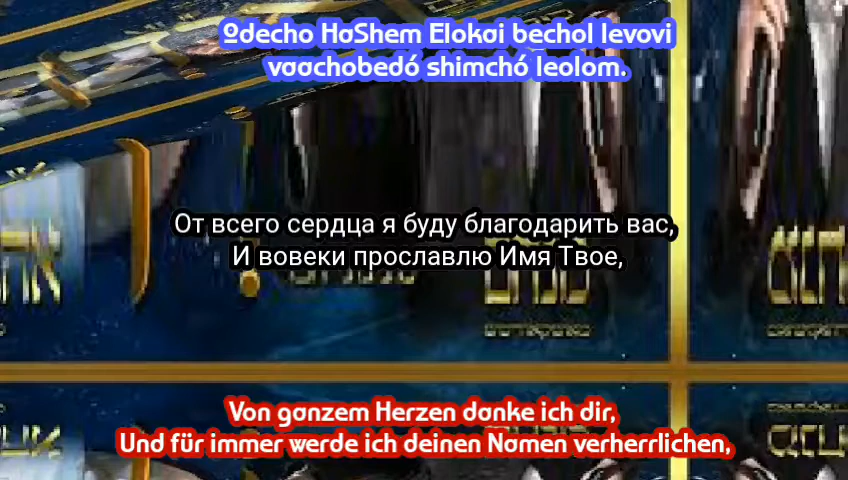 Odecho HaShem Elokai bechol levovi
vaachobedó shimchó leolom.
От всего сердца я буду благодарить вас,
И вовеки прославлю Имя Твое,
Von ganzem Herzen danke ich dir,
Und für immer werde ich deinen Namen verherrlichen,